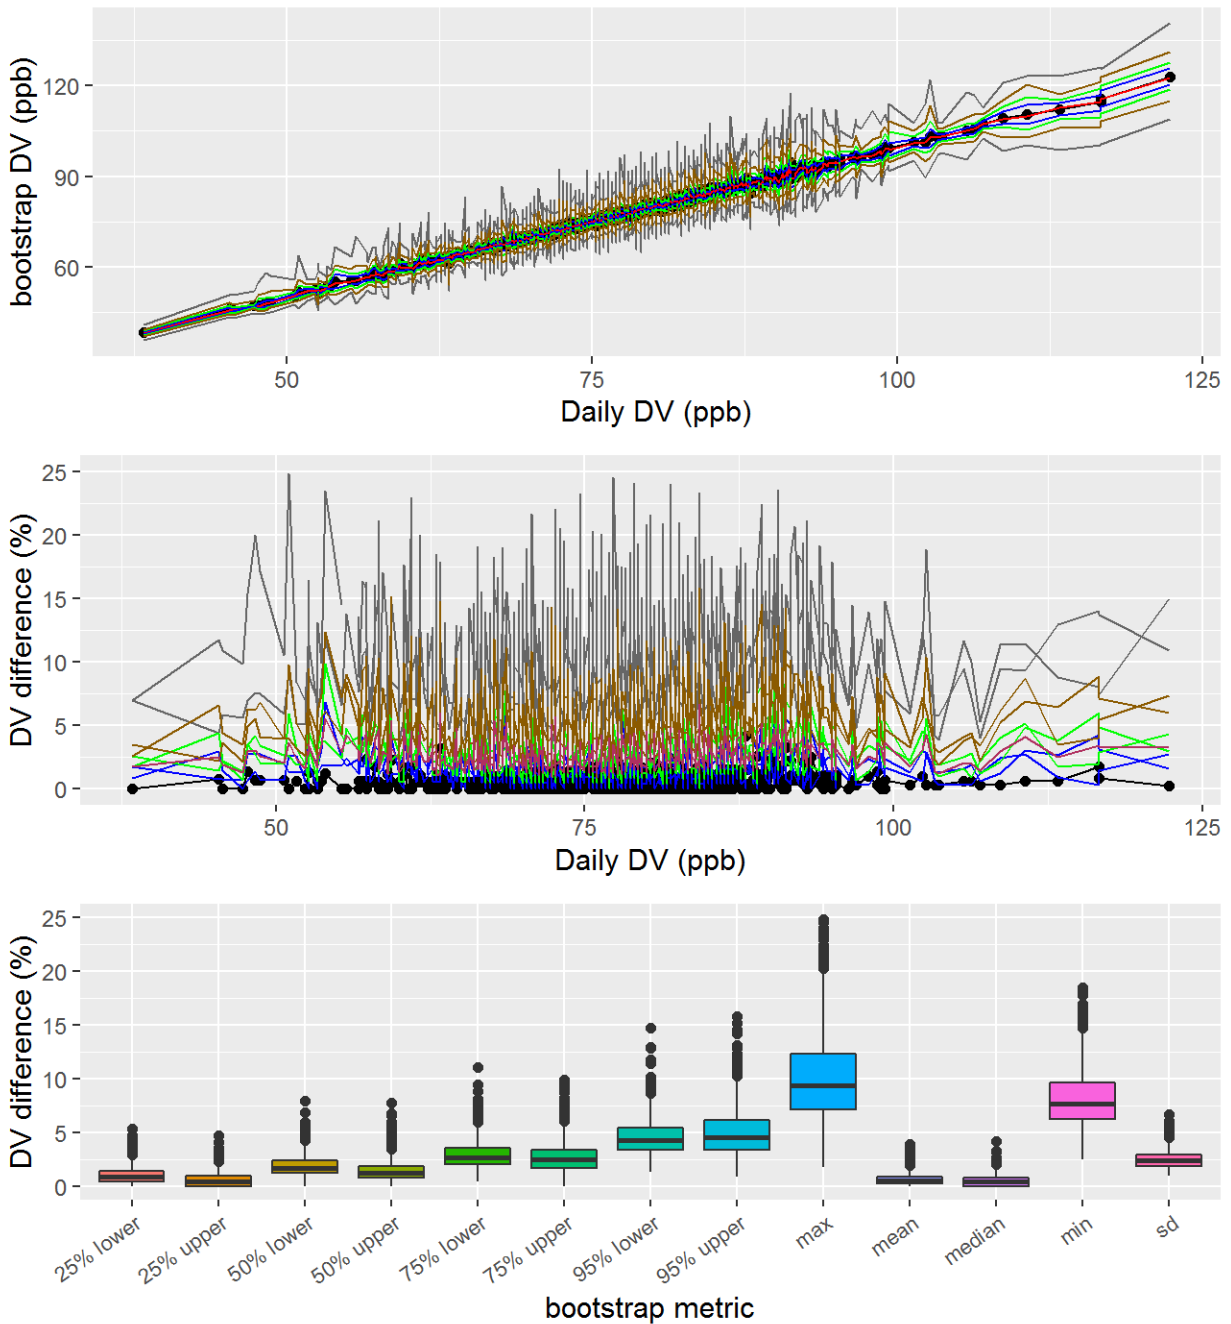 bootstrap DV (ppb)
120
90
60
50
75
100
125
Daily DV (ppb)
DV difference (%)
25
20
15
10
5
0
50
75
100
125
Daily DV (ppb)
DV difference (%)
25
20
15
10
5
0
25% lower
25% upper
50% lower
50% upper
75% lower
75% upper
95% lower
95% upper
max
mean
median
min
sd
bootstrap metric